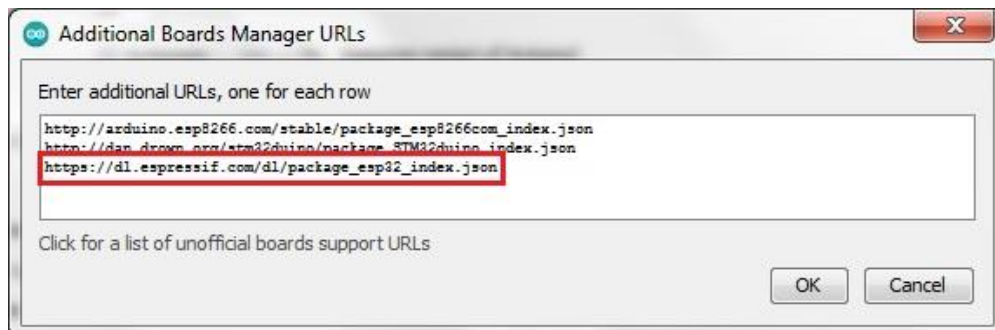 Additional Boards Manager URLs
Enter additional URLs, one for each row
http://arduino.esp8266.com/stable/package_esp8266com_index.json
http://dan.drown.org/stm32duino/package_STM32duino_index.json
https://dl.espressif.com/dl/package_esp32_index.json
Click for a list of unofficial boards support URLs
OK Cancel